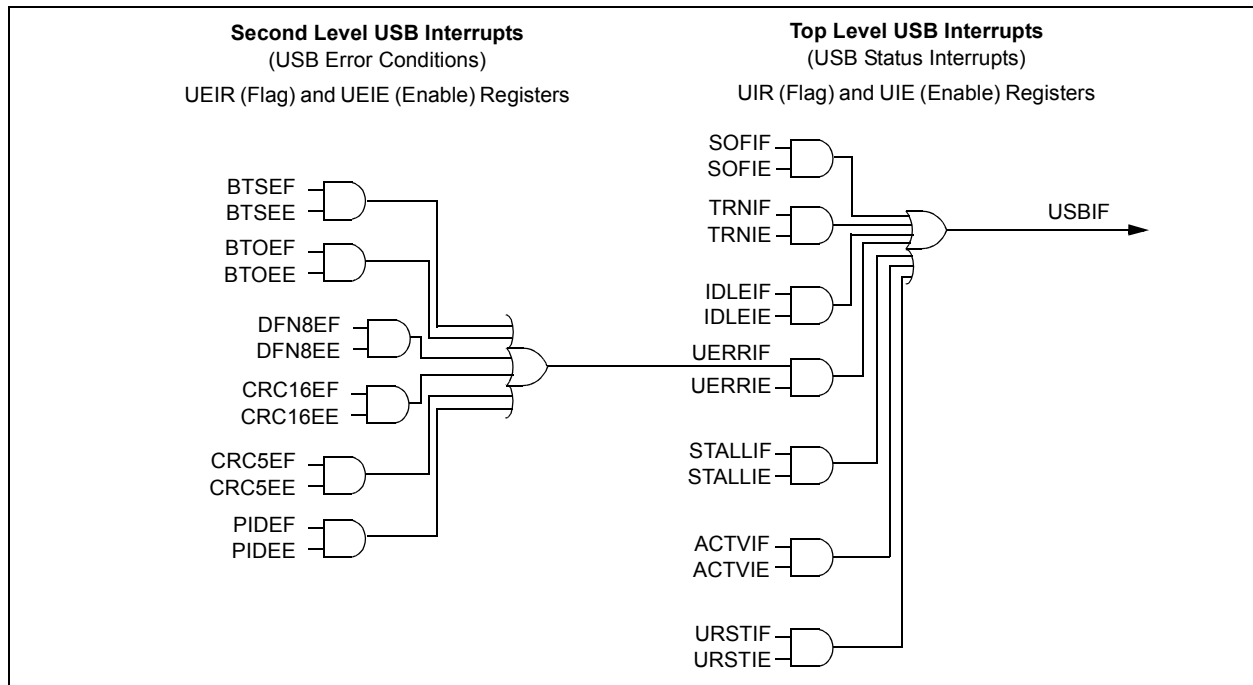 Second Level USB Interrupts
(USB Error Conditions)
UEIR (Flag) and UEIE (Enable) Registers
BTSEF
BTSEE
BTOEF
BTOEE
DFN8EF
DFN8EE
CRC16EF
CRC16EE
CRC5EF
CRC5EE
PIDEF
PIDEE
Top Level USB Interrupts
(USB Status Interrupts)
UIR (Flag) and UIE (Enable) Registers
SOFIF
SOFIE
TRNIF
TRNIE
IDLEIF
IDLEIE
UERRIF
UERRIE
STALLIF
STALLIE
ACTVIF
ACTVIE
URSTIF
URSTIE
USBIF